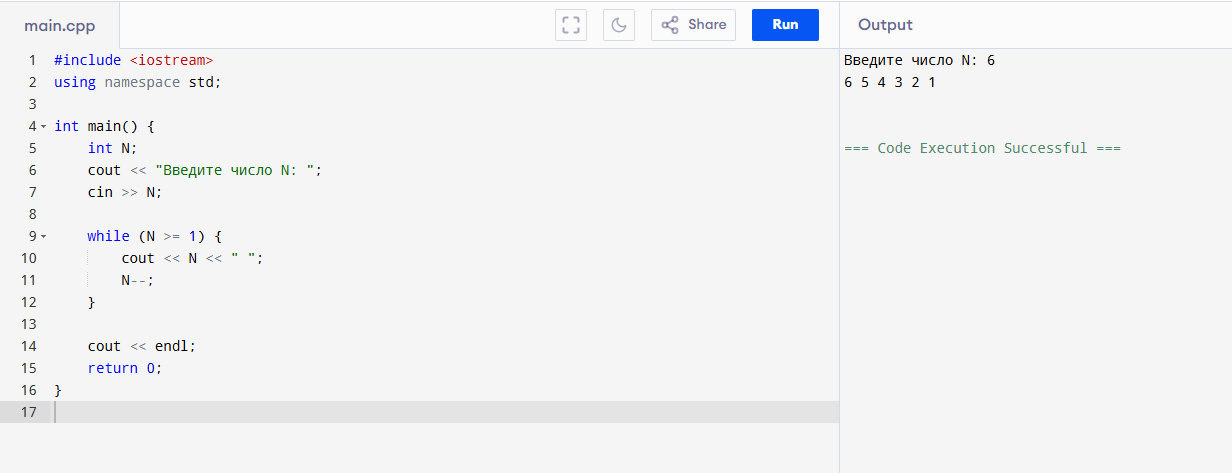 main.cpp
Share
Run
Output
1 #include <iostream>
2 using namespace std;
3
4 int main() {
5     int N;
6     cout << "Введите число N: ";
7     cin >> N;
8
9     while (N >= 1) {
10         cout << N << " ";
11         N--;
12     }
13
14     cout << endl;
15     return 0;
16 }
17
Введите число N: 6
6 5 4 3 2 1
=== Code Execution Successful ===